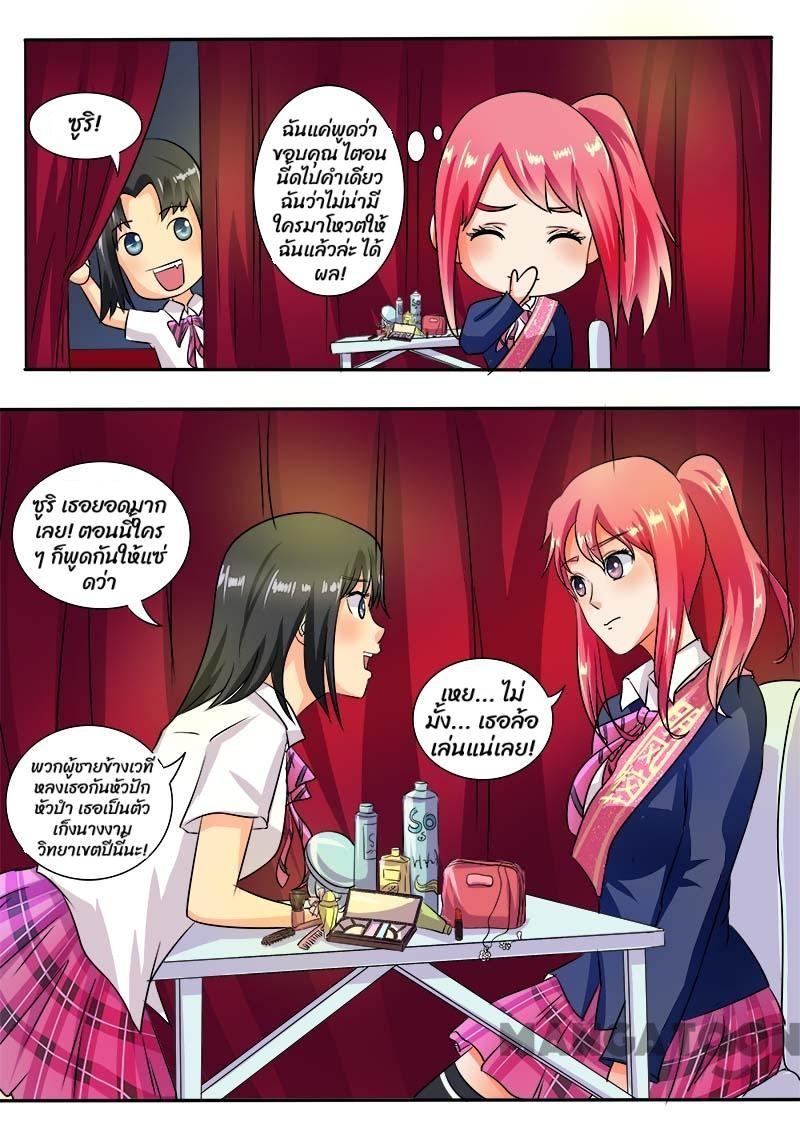 ซูริ!
ฉันแค่พูดว่า
ขอบคุณ ไตอน
นี้ดไปคำเดียว
ฉันว่าไม่น่ามี
ใครมาโหวตให้
ฉันแล้วล่ะ ได้
ผล!
ซูริ เธอยอดมาก
เลย! ตอนนี้ใคร
ๆ ก็พูดกันให้แซ่
ดว่า
เหย... ไม่
มั้ง... เธอล้อ
เล่นแน่เลย!
พวกผู้ชายข้างเวที
หลงเธอกันหัวปัก
หัวปำ เธอเป็นตัว
เก็งนางงาม
วิทยาเขตปีนี้นะ!
SO
MANGATOON